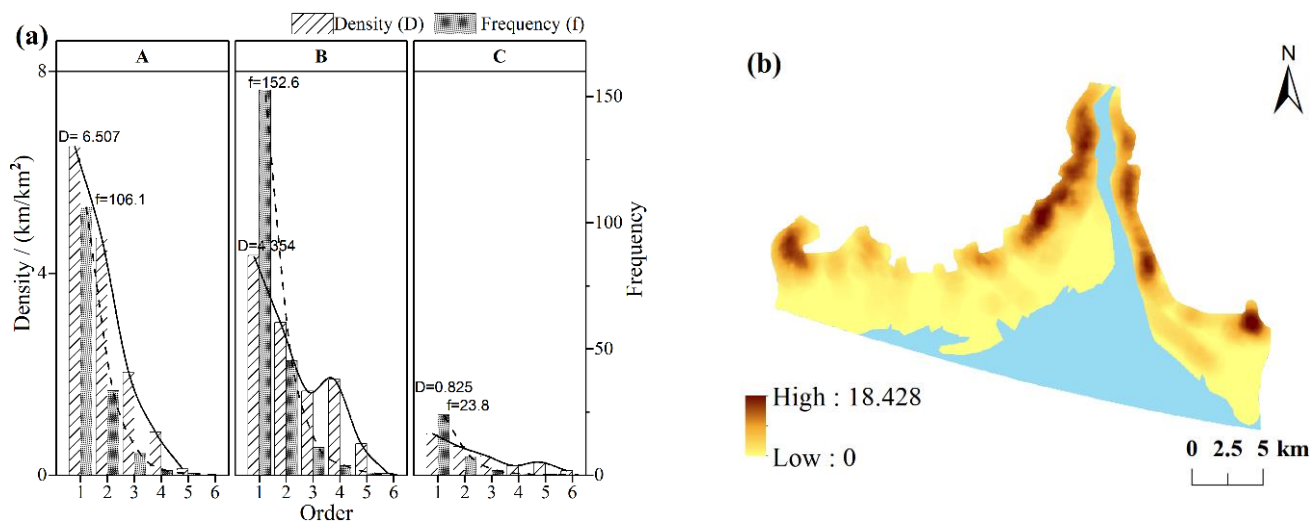 (a)
Density (D) Frequency (f)
A B C
8
4
0
Density / (km/km²)
D= 6.507
f=106.1
f=152.6
D=4.354
D=0.825
f=23.8
150
100
50
0
Frequency
1 2 3 4 5 6 1 2 3 4 5 6 1 2 3 4 5 6
Order
(b)
N
High : 18.428
Low : 0
0 2.5 5 km